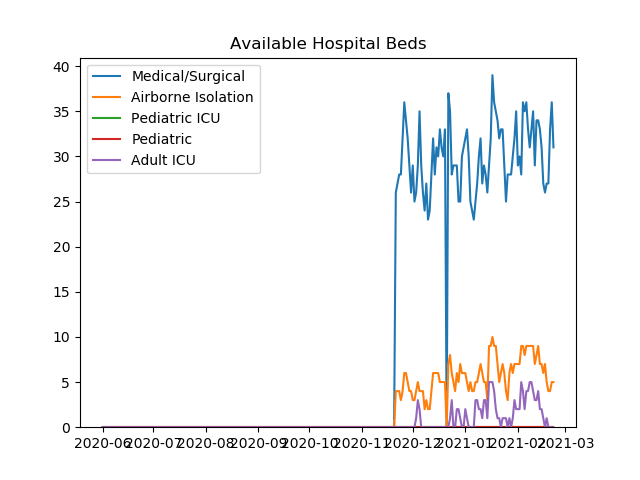 Available Hospital Beds
40
35
30
25
20
15
10
5
0
Medical/Surgical
Airborne Isolation
Pediatric ICU
Pediatric
Adult ICU
2020-06 2020-07 2020-08 2020-09 2020-10 2020-11 2020-12 2021-01 2021-02 2021-03